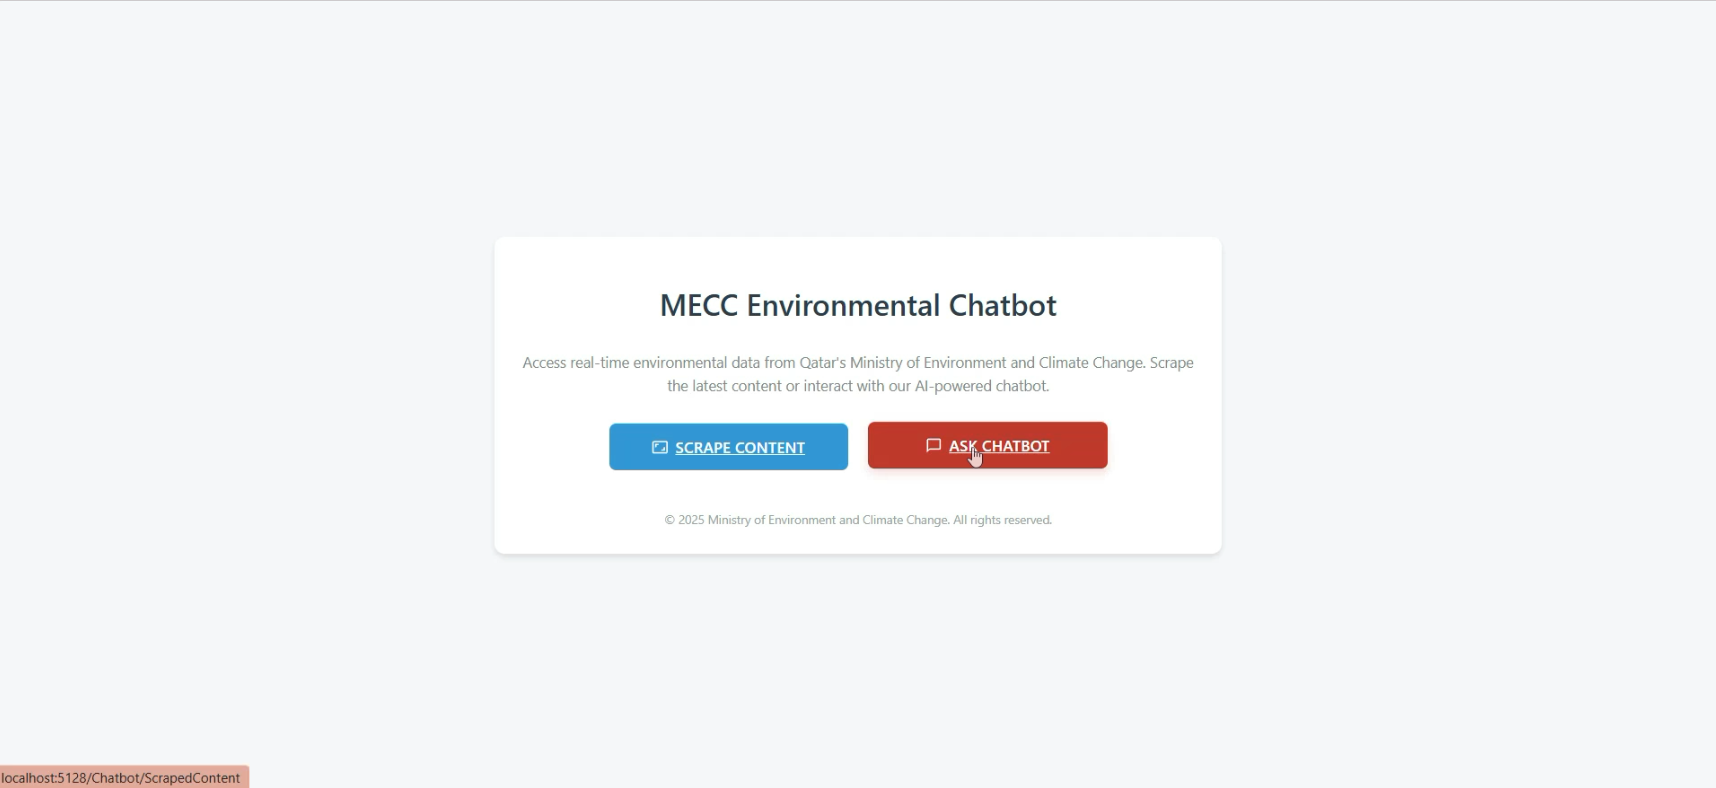 MECC Environmental Chatbot
Access real-time environmental data from Qatar's Ministry of Environment and Climate Change. Scrape
the latest content or interact with our AI-powered chatbot.
SCRAPE CONTENT
ASK CHATBOT
© 2025 Ministry of Environment and Climate Change. All rights reserved.
localhost:5128/Chatbot/ScrapedContent